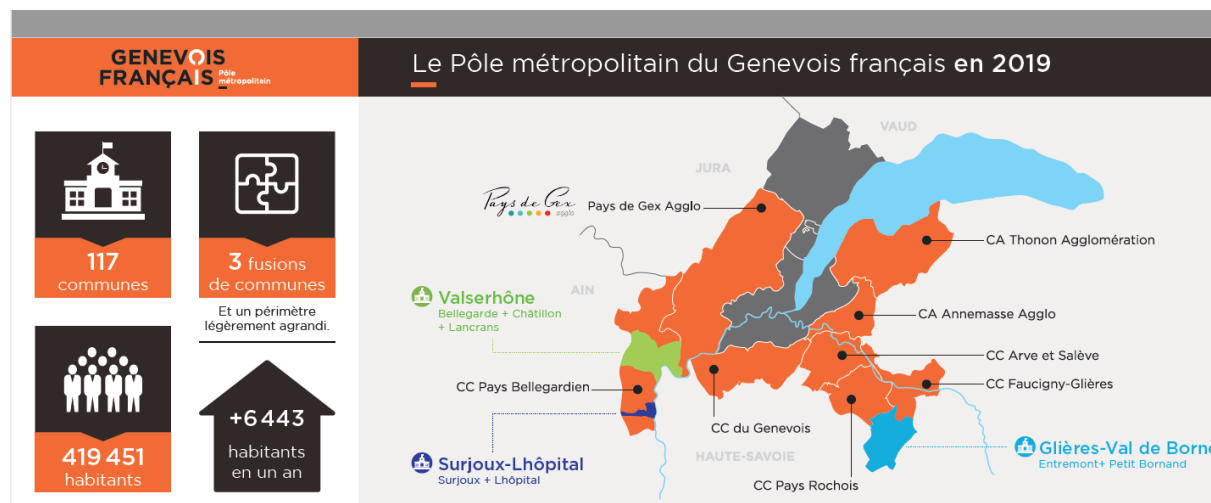 GENEVOIS
FRANÇAIS Pôle
métropolitain
Le Pôle métropolitain du Genevois français en 2019
117
communes
3 fusions
de communes
Et un périmètre
légèrement agrandi.
419 451
habitants
+6 443
habitants
en un an
VAUD
JURA
Pays de Gex
agglo
Pays de Gex Agglo
CA Thonon Agglomération
AIN
Valserhône
Bellegarde + Châtillon
+ Lancrans
CA Annemasse Agglo
CC Arve et Salève
CC Pays Bellegardien
CC Faucigny-Glières
CC du Genevois
HAUTE-SAVOIE
Surjoux-Lhôpital
Surjoux + Lhôpital
Glières-Val de Borne
Entremont+ Petit Bornand
CC Pays Rochois